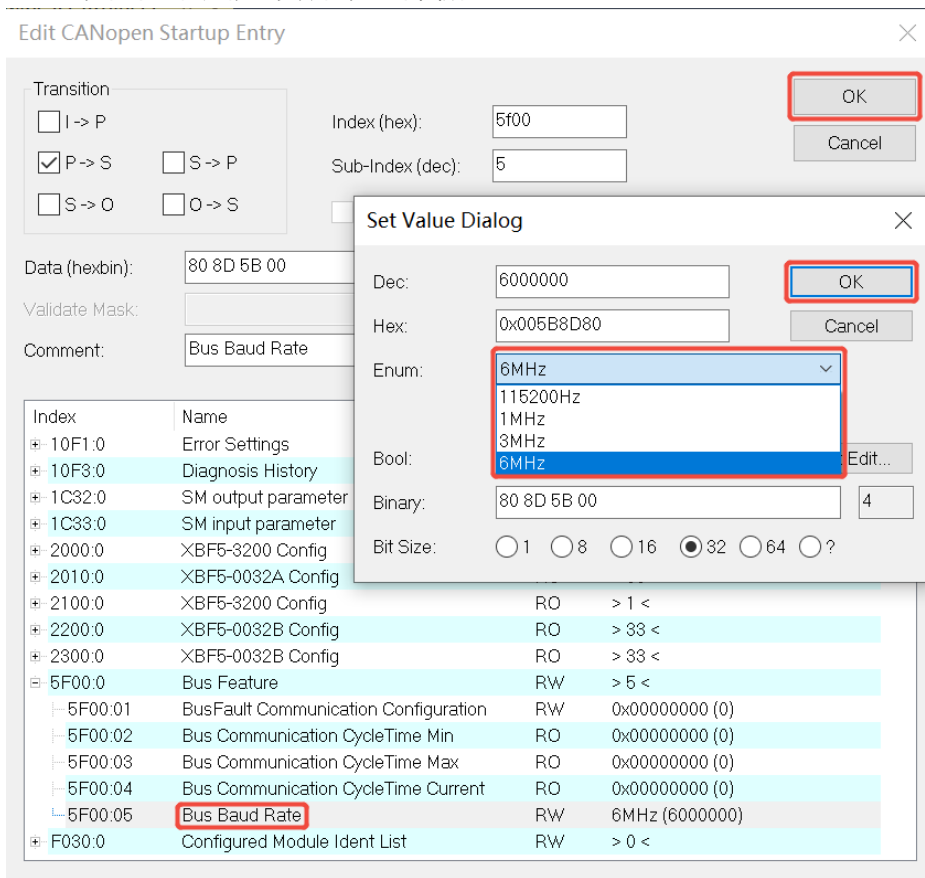 Edit CANopen Startup Entry
Transition
I -> P
P -> S
S -> P
S -> O
O -> S
Index (hex):
5f00
Sub-Index (dec):
5
OK
Cancel
Data (hexbin):
80 8D 5B 00
Validate Mask:
Comment:
Bus Baud Rate
Set Value Dialog
Dec:
6000000
OK
Hex:
0x005B8D80
Cancel
Enum:
6MHz
115200Hz
1MHz
3MHz
6MHz
Bool:
Edit...
Binary:
80 8D 5B 00
4
Bit Size:
1
8
16
32
64
?
Index Name
10F1:0 Error Settings
10F3:0 Diagnosis History
1C32:0 SM output parameter
1C33:0 SM input parameter
2000:0 XBF5-3200 Config
2010:0 XBF5-0032A Config
2100:0 XBF5-3200 Config RO > 1 <
2200:0 XBF5-0032B Config RO > 33 <
2300:0 XBF5-0032B Config RO > 33 <
5F00:0 Bus Feature RW > 5 <
5F00:01 BusFault Communication Configuration RW 0x00000000 (0)
5F00:02 Bus Communication CycleTime Min RO 0x00000000 (0)
5F00:03 Bus Communication CycleTime Max RO 0x00000000 (0)
5F00:04 Bus Communication CycleTime Current RO 0x00000000 (0)
5F00:05 Bus Baud Rate RW 6MHz (6000000)
F030:0 Configured Module Ident List RW > 0 <